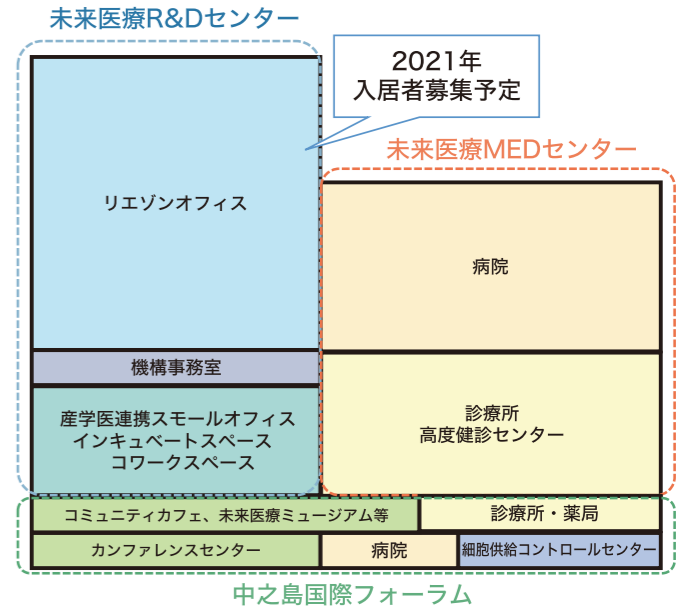 未来医療R&Dセンター
2021年
入居者募集予定
未来医療MEDセンター
リエゾンオフィス
病院
機構事務室
産学医連携スモールオフィス
インキュベートスペース
コワークスペース
診療所
高度健診センター
コミュニティカフェ、未来医療ミュージアム等
診療所・薬局
カンファレンスセンター
病院
細胞供給コントロールセンター
中之島国際フォーラム